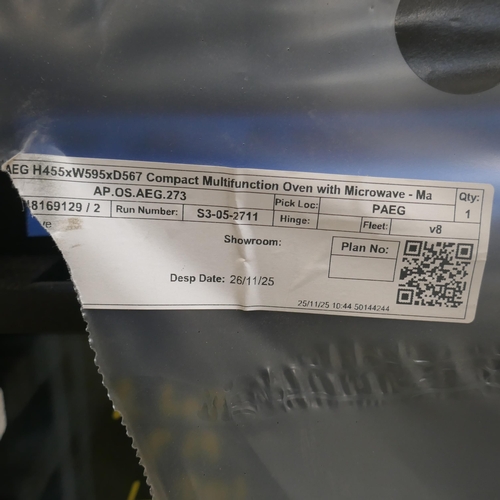 AEG H455xW595xD567 Compact Multifunction Oven with Microwave - Ma
Qty:
AP.OS.AEG.273
Pick Loc:
PAEG
1
8169129 / 2
Run Number:
S3-05-2711
Hinge:
Fleet:
v8
Showroom:
Plan No:
Desp Date: 26/11/25
25/11/25 10:44 50144244